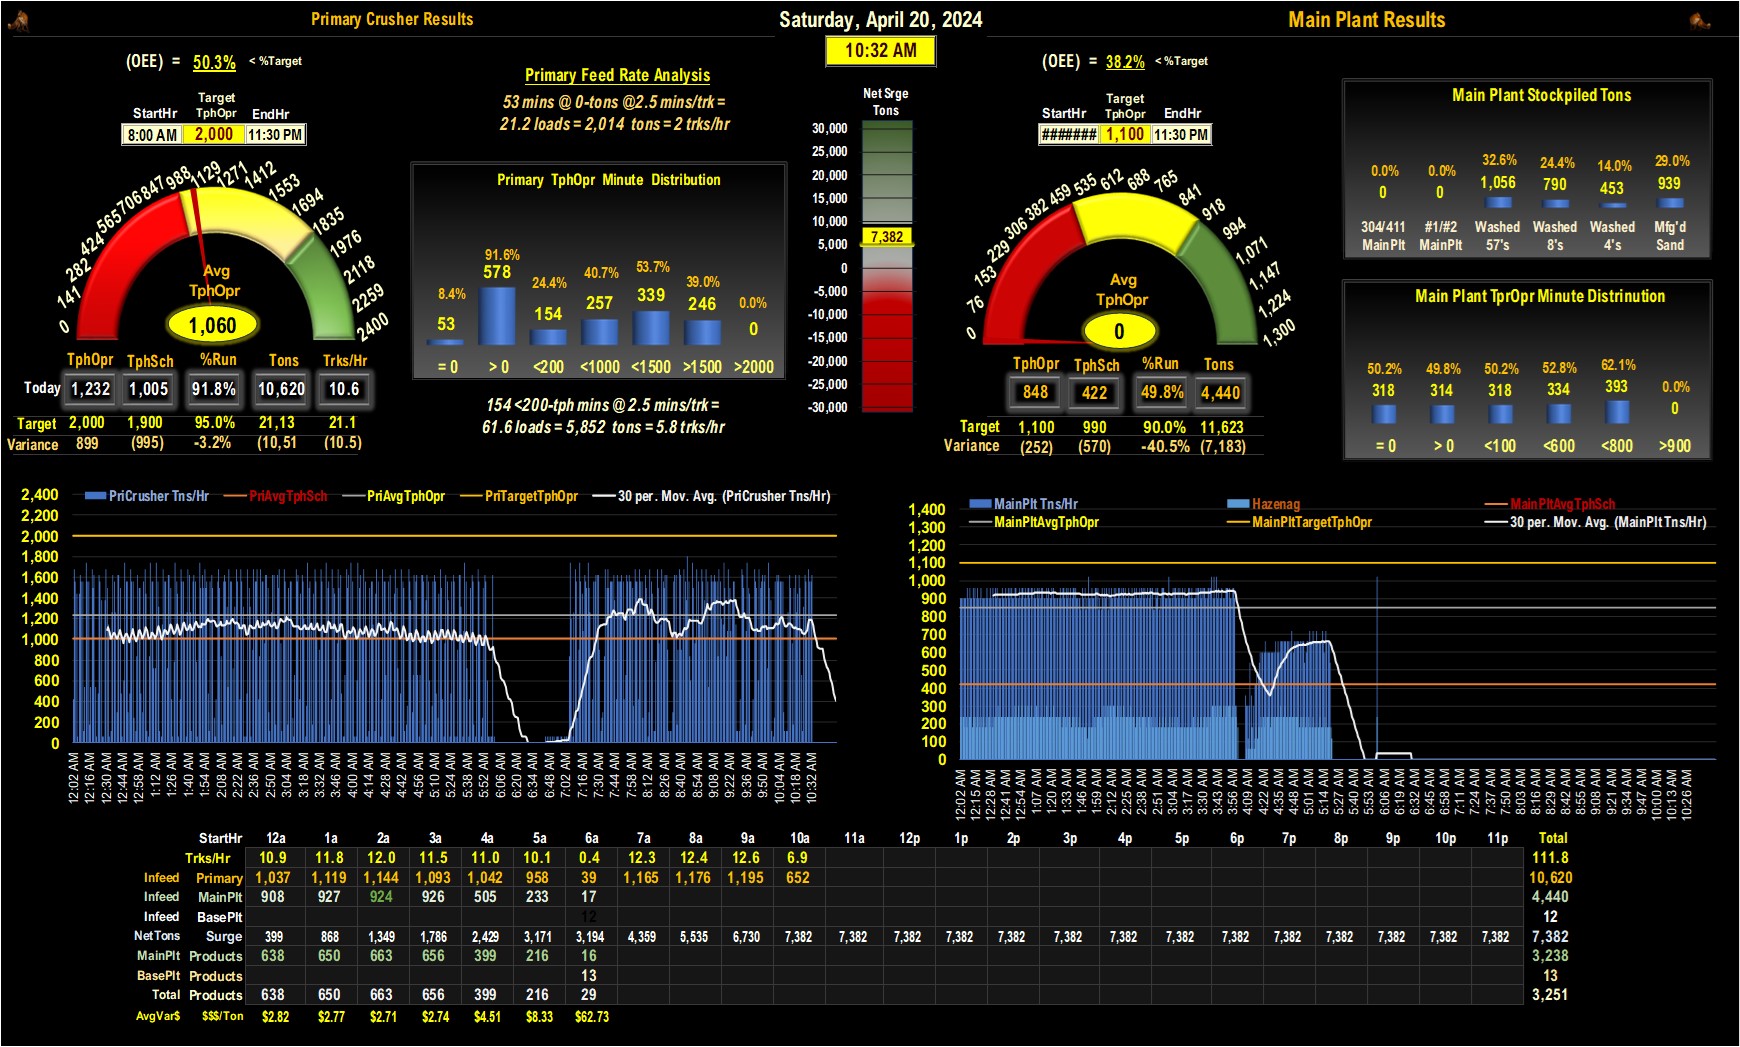 Primary Crusher Results
Saturday, April 20, 2024
Main Plant Results
10:32 AM
(OEE) = 50.3% < %Target
StartHr Target TphOpr EndHr
8:00 AM 2,000 11:30 PM
0 141 282 424 565 706 847 988 1129 1271 1412 1553 1694 1835 1976 2118 2259 2400
Avg
TphOpr
1,060
TphOpr TphSch %Run Tons Trks/Hr
Today 1,232 1,005 91.8% 10,620 10.6
Target 2,000 1,900 95.0% 21,13 21.1
Variance 899 (995) -3.2% (10,51 (10.5)
Primary Feed Rate Analysis
53 mins @ 0-tons @2.5 mins/trk =
21.2 loads = 2,014 tons = 2 trks/hr
Primary TphOpr Minute Distribution
8.4% 91.6% 24.4% 40.7% 53.7% 39.0% 0.0%
53 578 154 257 339 246 0
= 0 > 0 <200 <1000 <1500 >1500 >2000
154 <200-tph mins @ 2.5 mins/trk =
61.6 loads = 5,852 tons = 5.8 trks/hr
Net Srge
Tons
30,000
25,000
20,000
15,000
10,000
7,382
5,000
0
-5,000
-10,000
-15,000
-20,000
-25,000
-30,000
(OEE) = 38.2% < %Target
StartHr Target TphOpr EndHr
####### 1,100 11:30 PM
0 76 153 229 306 382 459 535 612 688 765 841 918 994 1,071 1,147 1,224 1,300
Avg
TphOpr
0
TphOpr TphSch %Run Tons
848 422 49.8% 4,440
Target 1,100 990 90.0% 11,623
Variance (252) (570) -40.5% (7,183)
Main Plant Stockpiled Tons
0.0% 0.0% 32.6% 24.4% 14.0% 29.0%
0 0 1,056 790 453 939
304/411 #1/#2 Washed Washed Washed Mfg'd
MainPlt MainPlt 57's 8's 4's Sand
Main Plant TprOpr Minute Distrinution
50.2% 49.8% 50.2% 52.8% 62.1% 0.0%
318 314 318 334 393 0
= 0 > 0 <100 <600 <800 >900
PriCrusher Tns/Hr PriAvgTphSch PriAvgTphOpr PriTargetTphOpr 30 per. Mov. Avg. (PriCrusher Tns/Hr)
2,400
2,200
2,000
1,800
1,600
1,400
1,200
1,000
800
600
400
200
0
12:02 AM 12:16 AM 12:30 AM 12:44 AM 12:58 AM 1:12 AM 1:26 AM 1:40 AM 1:54 AM 2:08 AM 2:22 AM 2:36 AM 2:50 AM 3:04 AM 3:18 AM 3:32 AM 3:46 AM 4:00 AM 4:14 AM 4:28 AM 4:42 AM 4:56 AM 5:10 AM 5:24 AM 5:38 AM 5:52 AM 6:06 AM 6:20 AM 6:34 AM 6:48 AM 7:02 AM 7:16 AM 7:30 AM 7:44 AM 7:58 AM 8:12 AM 8:26 AM 8:40 AM 8:54 AM 9:08 AM 9:22 AM 9:36 AM 9:50 AM 10:04 AM 10:18 AM 10:32 AM
MainPlt Tns/Hr Hazenag MainPltAvgTphSch
MainPltAvgTphOpr MainPltTargetTphOpr 30 per. Mov. Avg. (MainPlt Tns/Hr)
1,400
1,300
1,200
1,100
1,000
900
800
700
600
500
400
300
200
100
0
12:02 AM 12:15 AM 12:28 AM 12:41 AM 12:54 AM 1:07 AM 1:20 AM 1:33 AM 1:46 AM 1:59 AM 2:12 AM 2:25 AM 2:38 AM 2:51 AM 3:04 AM 3:17 AM 3:30 AM 3:43 AM 3:56 AM 4:09 AM 4:22 AM 4:35 AM 4:48 AM 5:01 AM 5:14 AM 5:27 AM 5:40 AM 5:53 AM 6:06 AM 6:19 AM 6:32 AM 6:45 AM 6:58 AM 7:11 AM 7:24 AM 7:37 AM 7:50 AM 8:03 AM 8:16 AM 8:29 AM 8:42 AM 8:55 AM 9:08 AM 9:21 AM 9:34 AM 9:47 AM 10:00 AM 10:13 AM 10:26 AM
StartHr 12a 1a 2a 3a 4a 5a 6a 7a 8a 9a 10a 11a 12p 1p 2p 3p 4p 5p 6p 7p 8p 9p 10p 11p Total
Trks/Hr 10.9 11.8 12.0 11.5 11.0 10.1 0.4 12.3 12.4 12.6 6.9 111.8
Infeed Primary 1,037 1,119 1,144 1,093 1,042 958 39 1,165 1,176 1,195 652 10,620
Infeed MainPlt 908 927 924 926 505 233 17 4,440
Infeed BasePlt 12 12
NetTons Surge 399 868 1,349 1,786 2,429 3,171 3,194 4,359 5,535 6,730 7,382 7,382 7,382 7,382 7,382 7,382 7,382 7,382 7,382 7,382 7,382 7,382 7,382 7,382 7,382
MainPlt Products 638 650 663 656 399 216 16 3,238
BasePlt Products 13 13
Total Products 638 650 663 656 399 216 29 3,251
AvgVar$ $$$/Ton $2.82 $2.77 $2.71 $2.74 $4.51 $8.33 $62.73